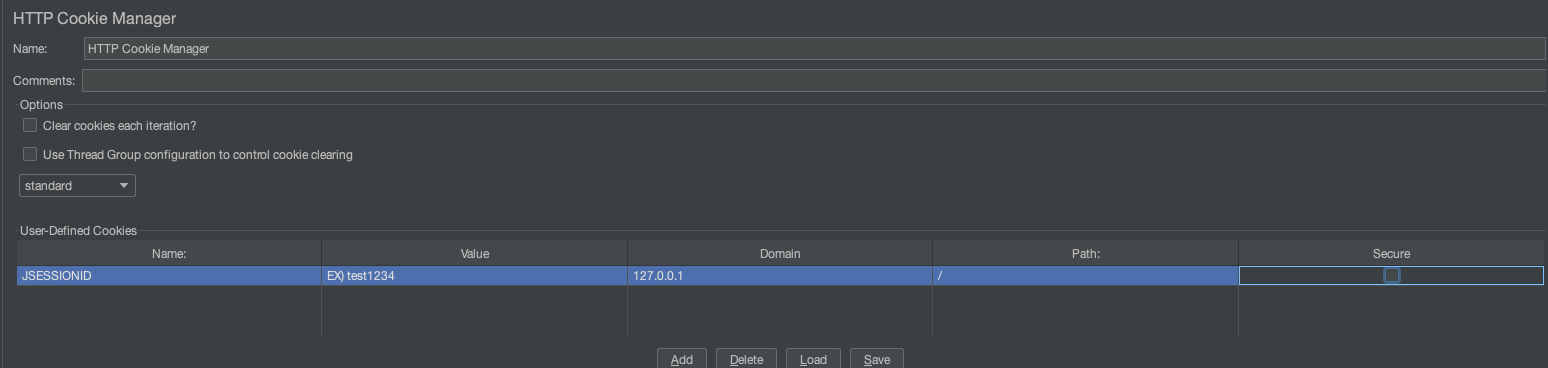 HTTP Cookie Manager
Name: HTTP Cookie Manager
Comments:
Options
Clear cookies each iteration?
Use Thread Group configuration to control cookie clearing
standard
User-Defined Cookies
Name: Value Domain Path: Secure
JSESSIONID EX) test1234 127.0.0.1 /
Add Delete Load Save